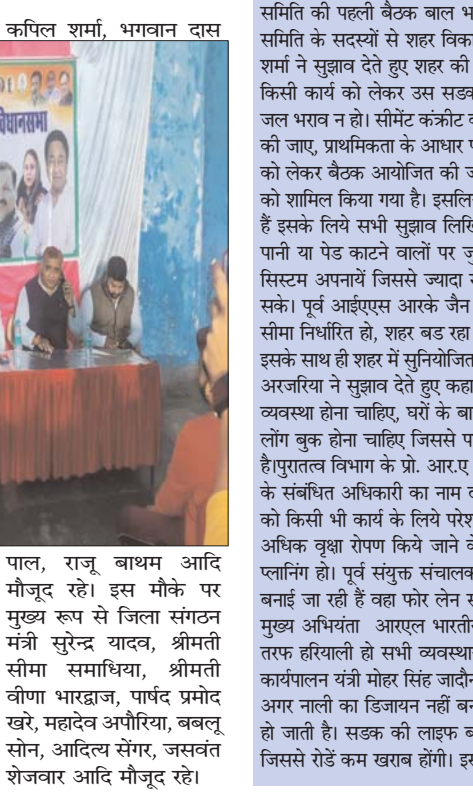 कपिल शर्मा, भगवान दास
विधानसभा
पाल, राजू बाथम आदि
मौजूद रहे। इस मौके पर
मुख्य रूप से जिला संगठन
मंत्री सुरेन्द्र यादव, श्रीमती
सीमा समाधिया, श्रीमती
वीणा भारद्वाज, पार्षद प्रमोद
खरे, महादेव अपौरिया, बबलू
सोन, आदित्य सेंगर, जसवंत
शेजवार आदि मौजूद रहे।
समिति की पहली बैठक बाल भ
समिति के सदस्यों से शहर विका
शर्मा ने सुझाव देते हुए शहर की
किसी कार्य को लेकर उस सडक
जल भराव न हो। सीमेंट कंक्रीट व
की जाए, प्राथमिकता के आधार प
को लेकर बैठक आयोजित की ज
को शामिल किया गया है। इसलि
हैं इसके लिये सभी सुझाव लिखि
पानी या पेड काटने वालों पर जु
सिस्टम अपनायें जिससे ज्यादा
सके। पूर्व आईएएस आरके जैन
सीमा निर्धारित हो, शहर बड रहा
इसके साथ ही शहर में सुनियोजित
अरजरिया ने सुझाव देते हुए कहा
व्यवस्था होना चाहिए, घरों के बा
लोंग बुक होना चाहिए जिससे प
है।पुरातत्व विभाग के प्रो. आर.ए
के संबंधित अधिकारी का नाम द
को किसी भी कार्य के लिये परेश
अधिक वृक्षा रोपण किये जाने वे
प्लानिंग हो। पूर्व संयुक्त संचालक
बनाई जा रही हैं वहा फोर लेन स
मुख्य अभियंता आरएल भारतीय
तरफ हरियाली हो सभी व्यवस्था
कार्यपालन यंत्री मोहर सिंह जादौन
अगर नाली का डिजायन नहीं बन
हो जाती है। सडक की लाइफ ब
जिससे रोडें कम खराब होंगी। इस